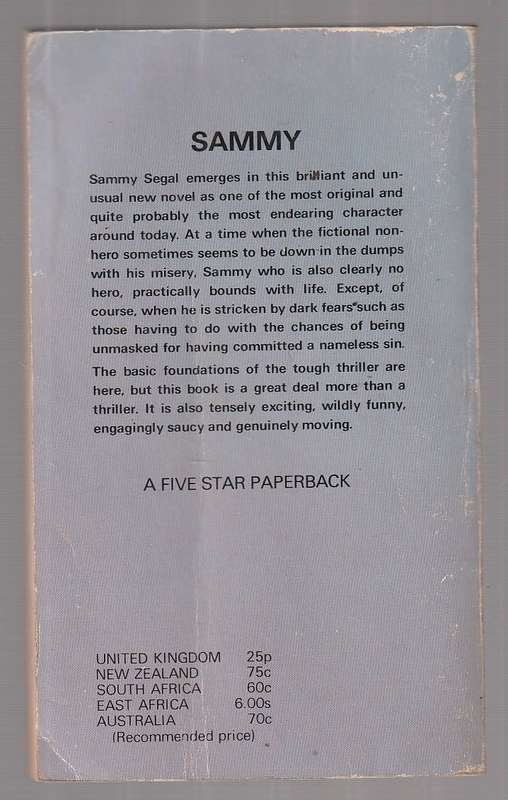 SAMMY
Sammy Segal emerges in this brilliant and un-
usual new novel as one of the most original and
quite probably the most endearing character
around today. At a time when the fictional non-
hero sometimes seems to be down in the dumps
with his misery, Sammy who is also clearly no
hero, practically bounds with life. Except, of
course, when he is stricken by dark fears such as
those having to do with the chances of being
unmasked for having committed a nameless sin.
The basic foundations of the tough thriller are
here, but this book is a great deal more than a
thriller. It is also tensely exciting, wildly funny,
engagingly saucy and genuinely moving.
A FIVE STAR PAPERBACK
UNITED KINGDOM 25p
NEW ZEALAND 75c
SOUTH AFRICA 60c
EAST AFRICA 6.00s
AUSTRALIA 70c
(Recommended price)